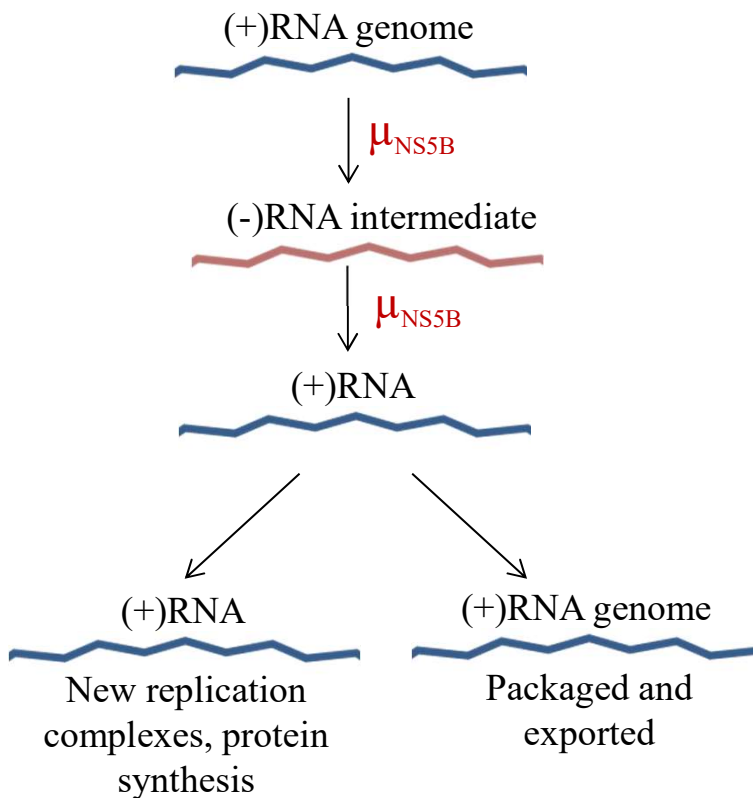 (+)RNA genome
μNS5B
(-)RNA intermediate
μNS5B
(+)RNA
(+)RNA
New replication
complexes, protein
synthesis
(+)RNA genome
Packaged and
exported